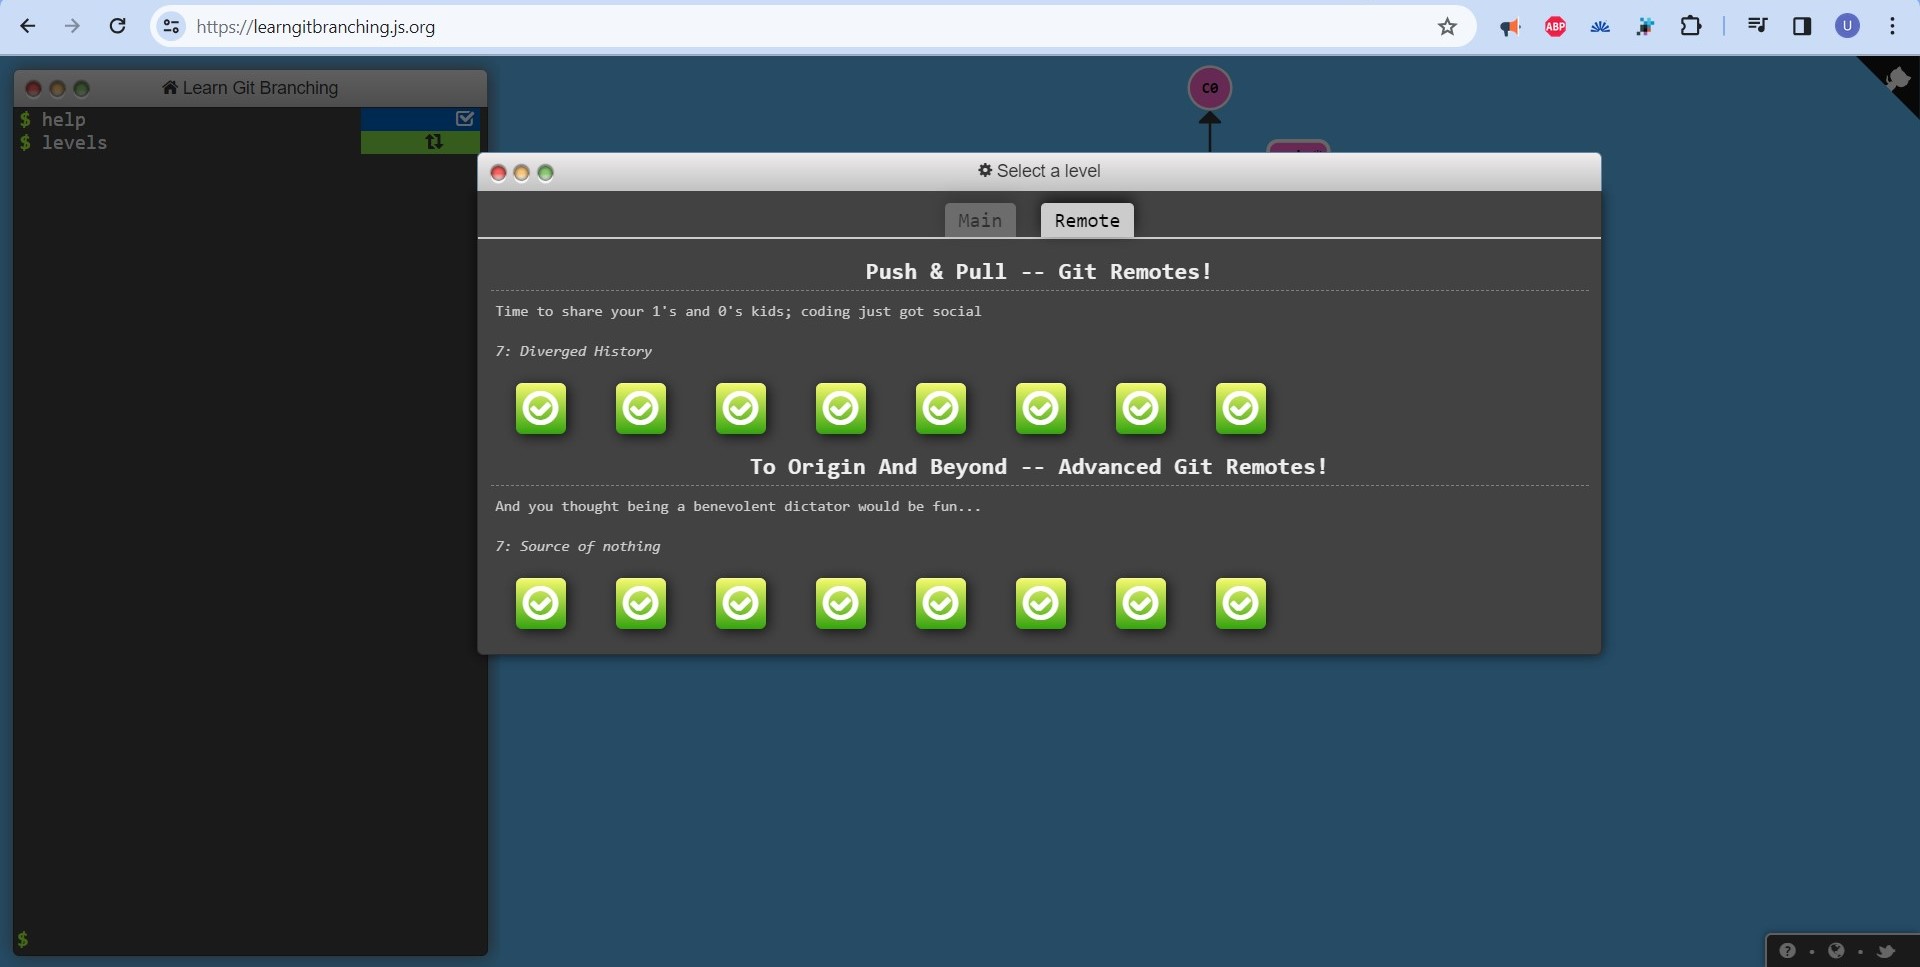 https://learngitbranching.js.org
ABP
U
Learn Git Branching
$ help
$ levels
C0
Select a level
Main
Remote
Push & Pull -- Git Remotes!
Time to share your 1's and 0's kids; coding just got social
7: Diverged History
To Origin And Beyond -- Advanced Git Remotes!
And you thought being a benevolent dictator would be fun...
7: Source of nothing
$